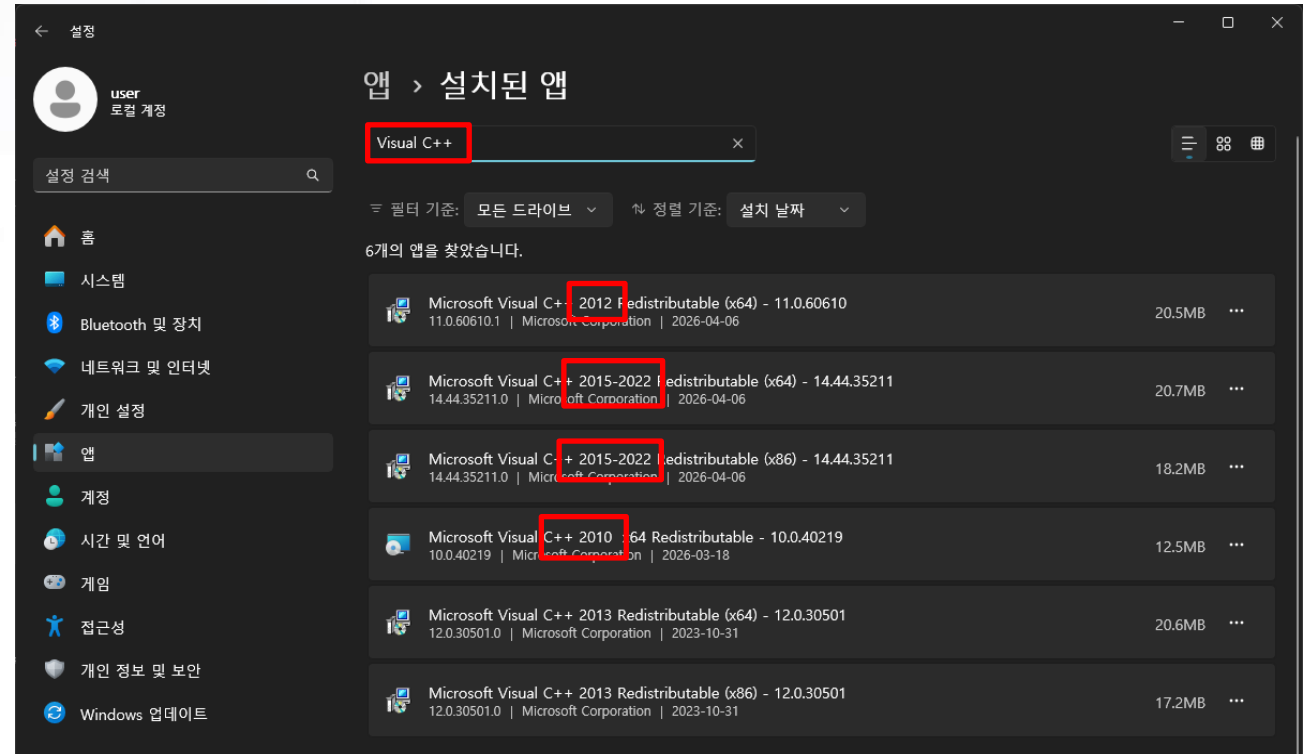 설정
user
로컬 계정
설정 검색
홈
시스템
Bluetooth 및 장치
네트워크 및 인터넷
개인 설정
앱
계정
시간 및 언어
게임
접근성
개인 정보 및 보안
Windows 업데이트
앱 › 설치된 앱
Visual C++
필터 기준: 모든 드라이브 정렬 기준: 설치 날짜
6개의 앱을 찾았습니다.
Microsoft Visual C++ 2012 Redistributable (x64) - 11.0.60610
11.0.60610.1 | Microsoft Corporation | 2026-04-06
20.5MB
Microsoft Visual C++ 2015-2022 Redistributable (x64) - 14.44.35211
14.44.35211.0 | Microsoft Corporation | 2026-04-06
20.7MB
Microsoft Visual C++ 2015-2022 Redistributable (x86) - 14.44.35211
14.44.35211.0 | Microsoft Corporation | 2026-04-06
18.2MB
Microsoft Visual C++ 2010 x64 Redistributable - 10.0.40219
10.0.40219 | Microsoft Corporation | 2026-03-18
12.5MB
Microsoft Visual C++ 2013 Redistributable (x64) - 12.0.30501
12.0.30501.0 | Microsoft Corporation | 2023-10-31
20.6MB
Microsoft Visual C++ 2013 Redistributable (x86) - 12.0.30501
12.0.30501.0 | Microsoft Corporation | 2023-10-31
17.2MB